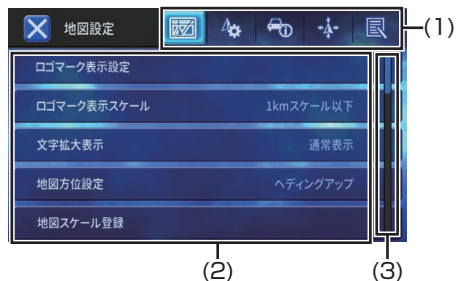 地図設定
(1)
ロゴマーク表示設定
ロゴマーク表示スケール 1kmスケール以下
文字拡大表示 通常表示
地図方位設定 ヘディングアップ
地図スケール登録
(2) (3)